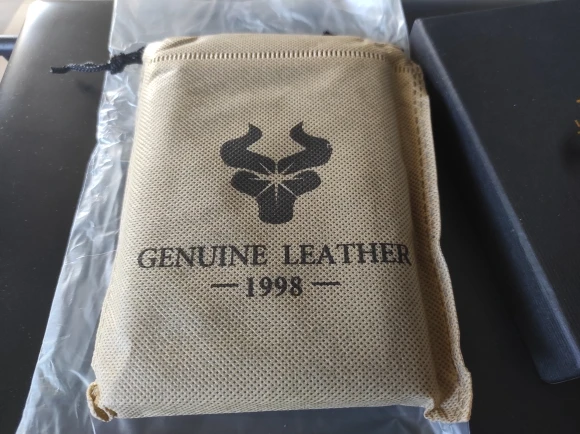 GENUINE LEATHER
— 1998 —